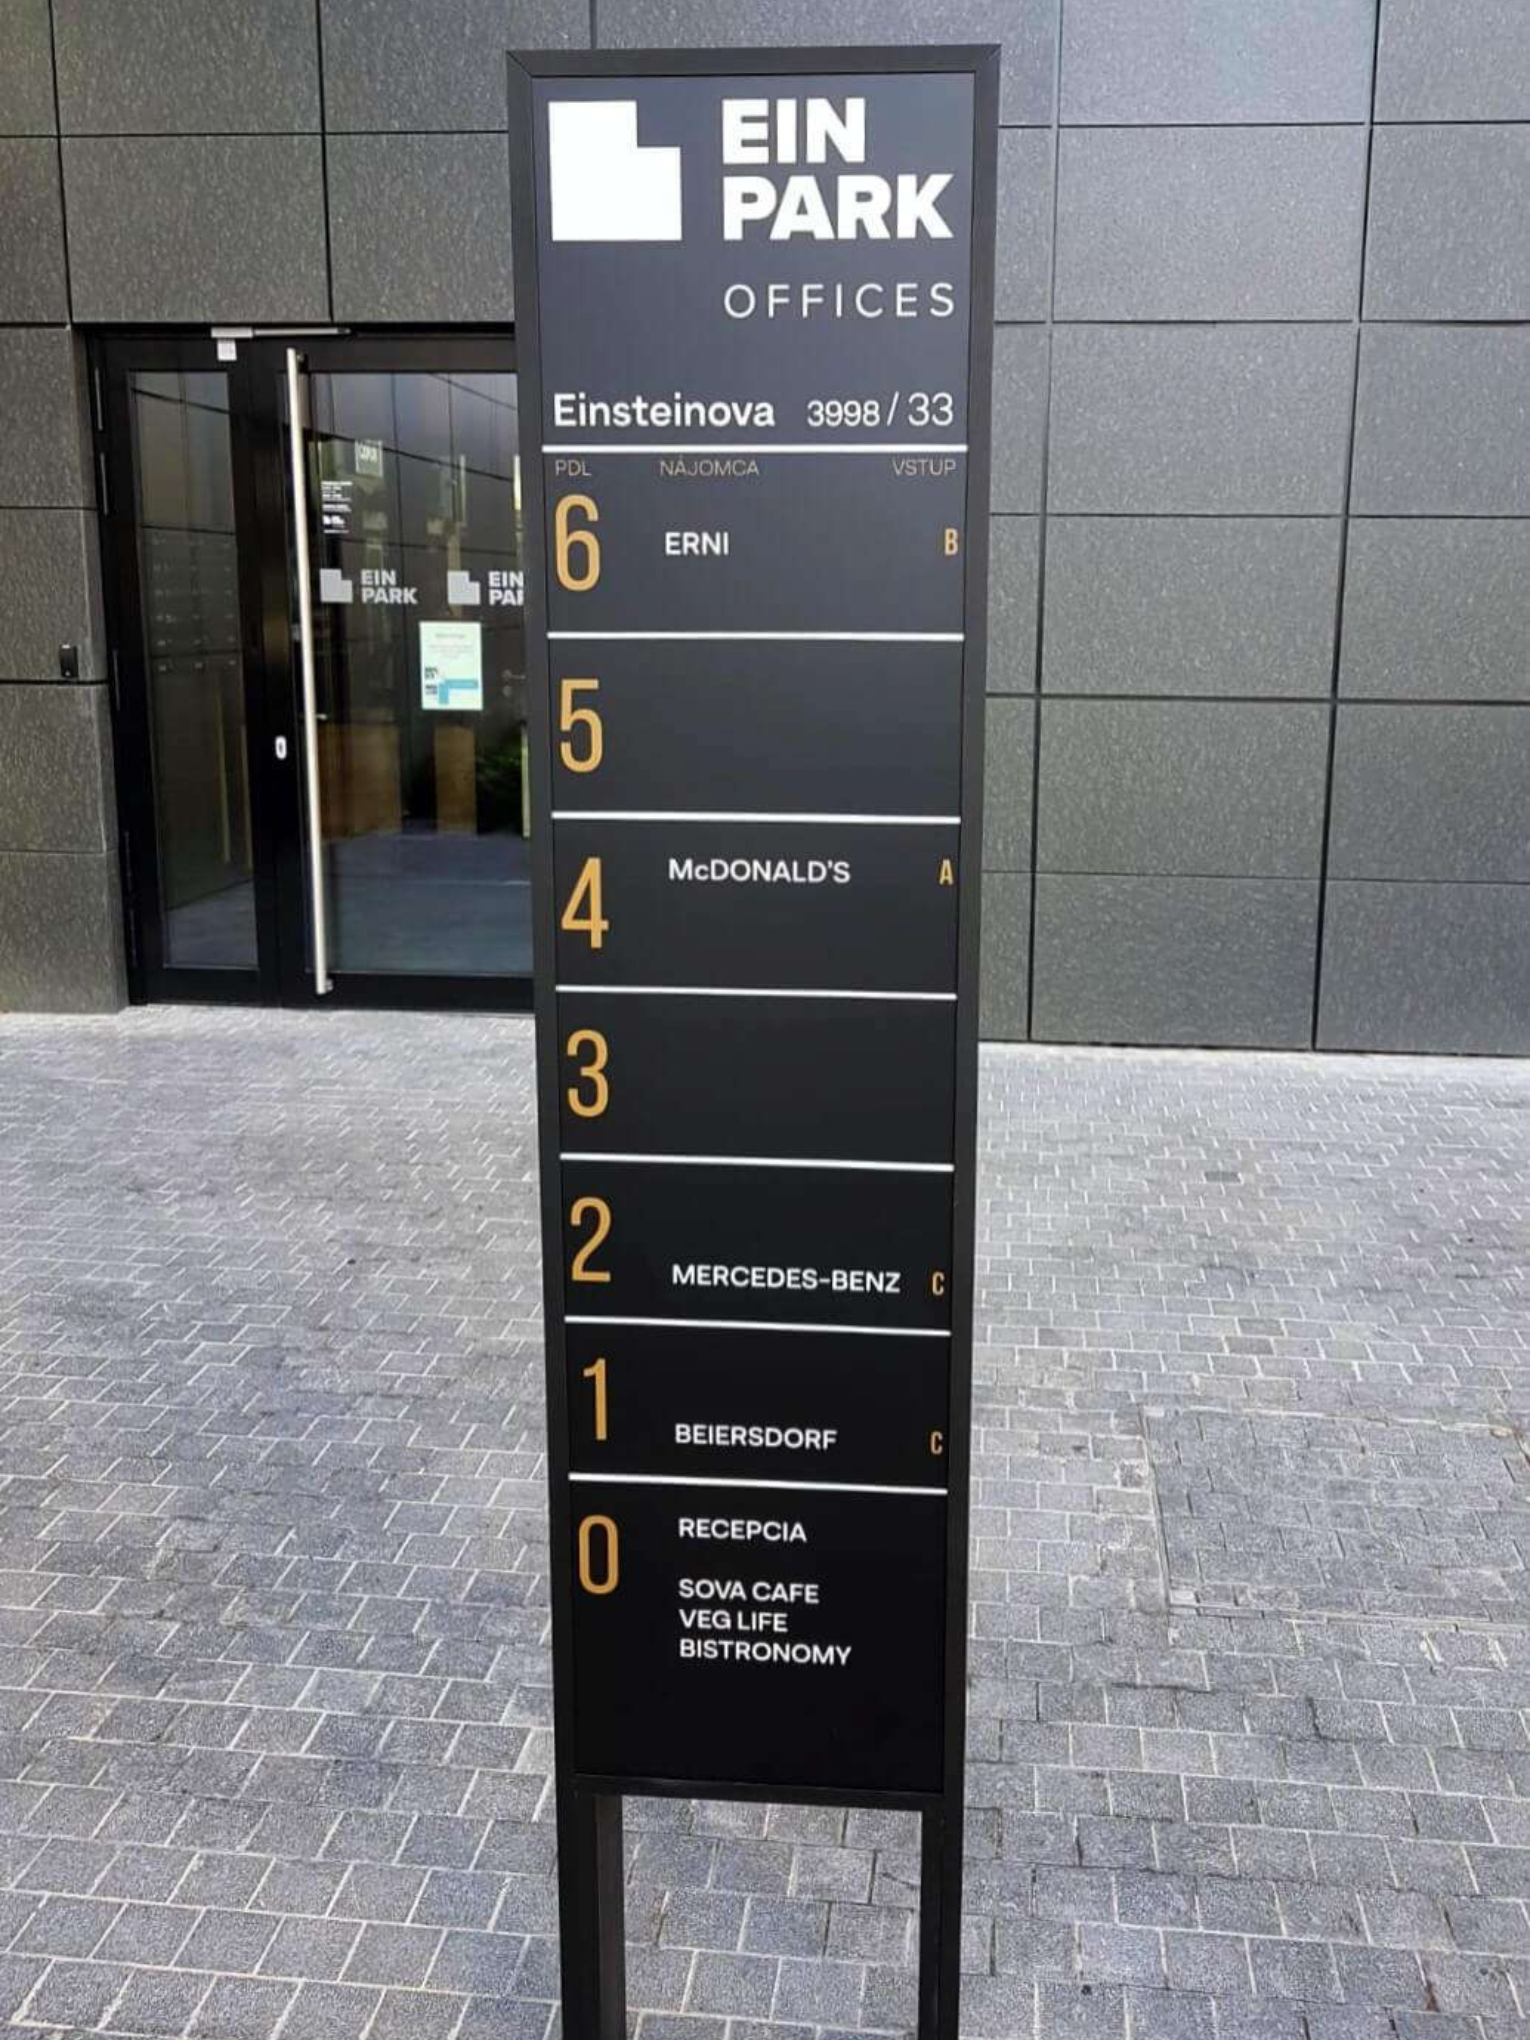 EIN
PARK
OFFICES
Einsteinova 3998/33
PDL NÁJOMCA VSTUP
6 ERNI B
5
4 McDONALD'S A
3
2 MERCEDES-BENZ C
1 BEIERSDORF C
0 RECEPCIA
SOVA CAFE
VEG LIFE
BISTRONOMY
EIN
PARK
EIN